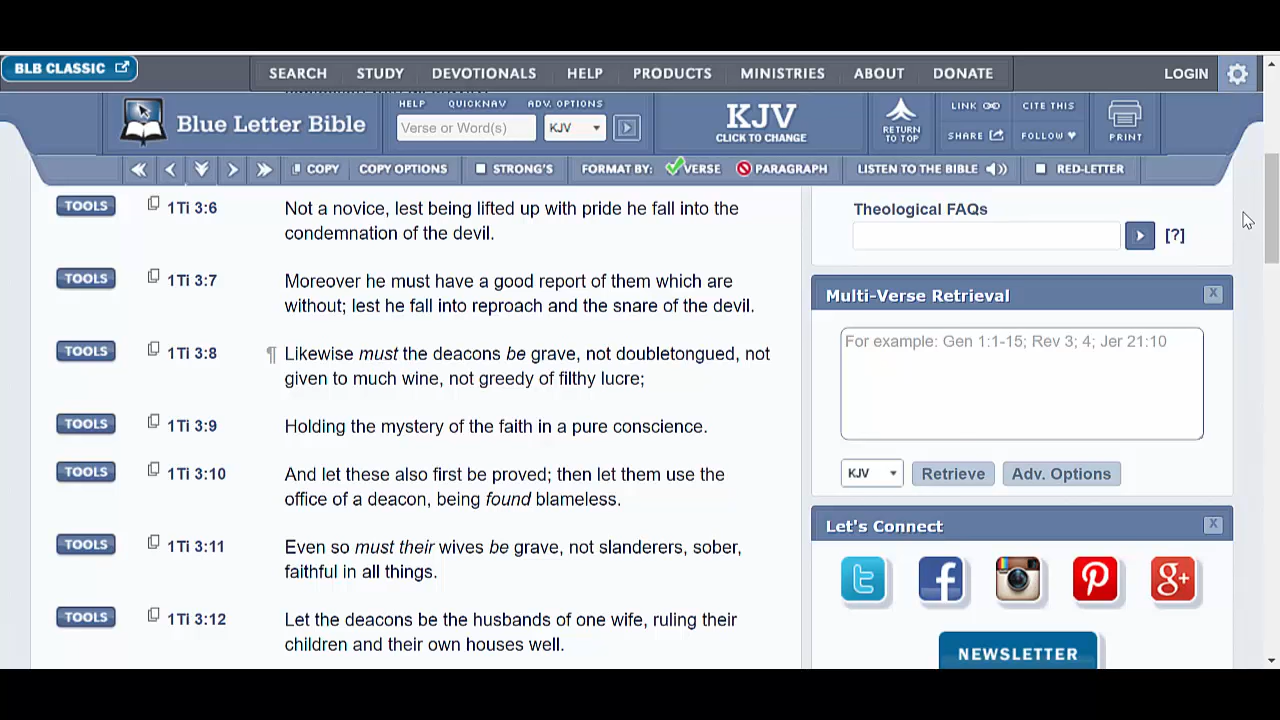 BLB CLASSIC
SEARCH STUDY DEVOTIONALS HELP PRODUCTS MINISTRIES ABOUT DONATE LOGIN
Blue Letter Bible
HELP QUICKNAV ADV. OPTIONS
Verse or Word(s) KJV
KJV
CLICK TO CHANGE
RETURN
TO TOP
LINK CITE THIS
SHARE FOLLOW
PRINT
COPY COPY OPTIONS STRONG'S FORMAT BY: VERSE PARAGRAPH LISTEN TO THE BIBLE RED-LETTER
TOOLS 1Ti 3:6 Not a novice, lest being lifted up with pride he fall into the
condemnation of the devil.
TOOLS 1Ti 3:7 Moreover he must have a good report of them which are
without; lest he fall into reproach and the snare of the devil.
TOOLS 1Ti 3:8 ¶ Likewise must the deacons be grave, not doubletongued, not
given to much wine, not greedy of filthy lucre;
TOOLS 1Ti 3:9 Holding the mystery of the faith in a pure conscience.
TOOLS 1Ti 3:10 And let these also first be proved; then let them use the
office of a deacon, being found blameless.
TOOLS 1Ti 3:11 Even so must their wives be grave, not slanderers, sober,
faithful in all things.
TOOLS 1Ti 3:12 Let the deacons be the husbands of one wife, ruling their
children and their own houses well.
Theological FAQs
[?]
Multi-Verse Retrieval X
For example: Gen 1:1-15; Rev 3; 4; Jer 21:10
KJV Retrieve Adv. Options
Let's Connect X
NEWSLETTER